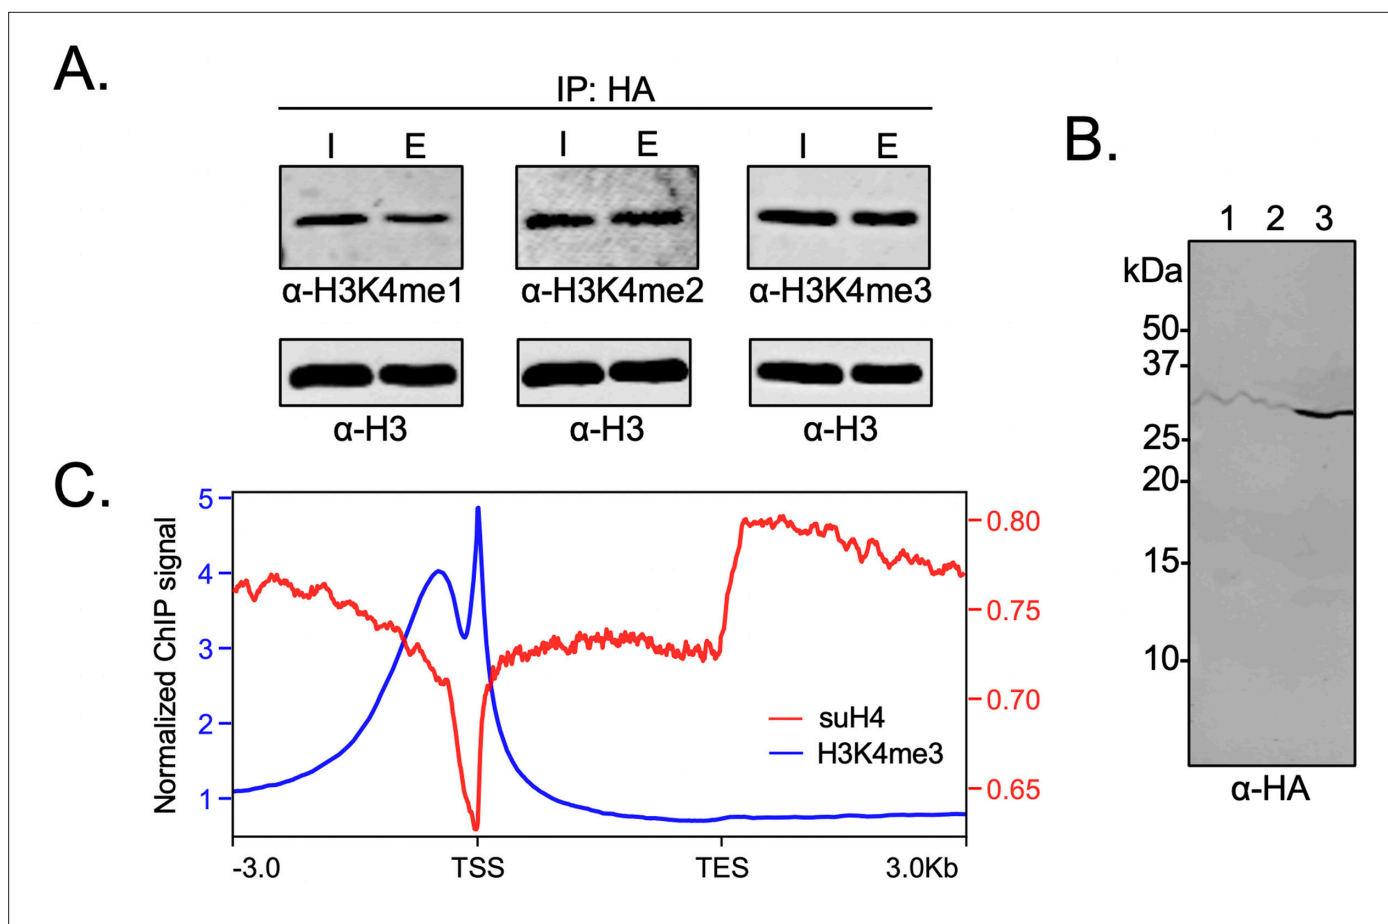 A.
IP: HA
I E I E I E
α-H3K4me1 α-H3K4me2 α-H3K4me3
α-H3 α-H3 α-H3
B.
1 2 3
kDa
50
37
25
20
15
10
α-HA
C.
Normalized ChIP signal
5
4
3
2
1
0.80
0.75
0.70
0.65
suH4
H3K4me3
-3.0 TSS TES 3.0Kb